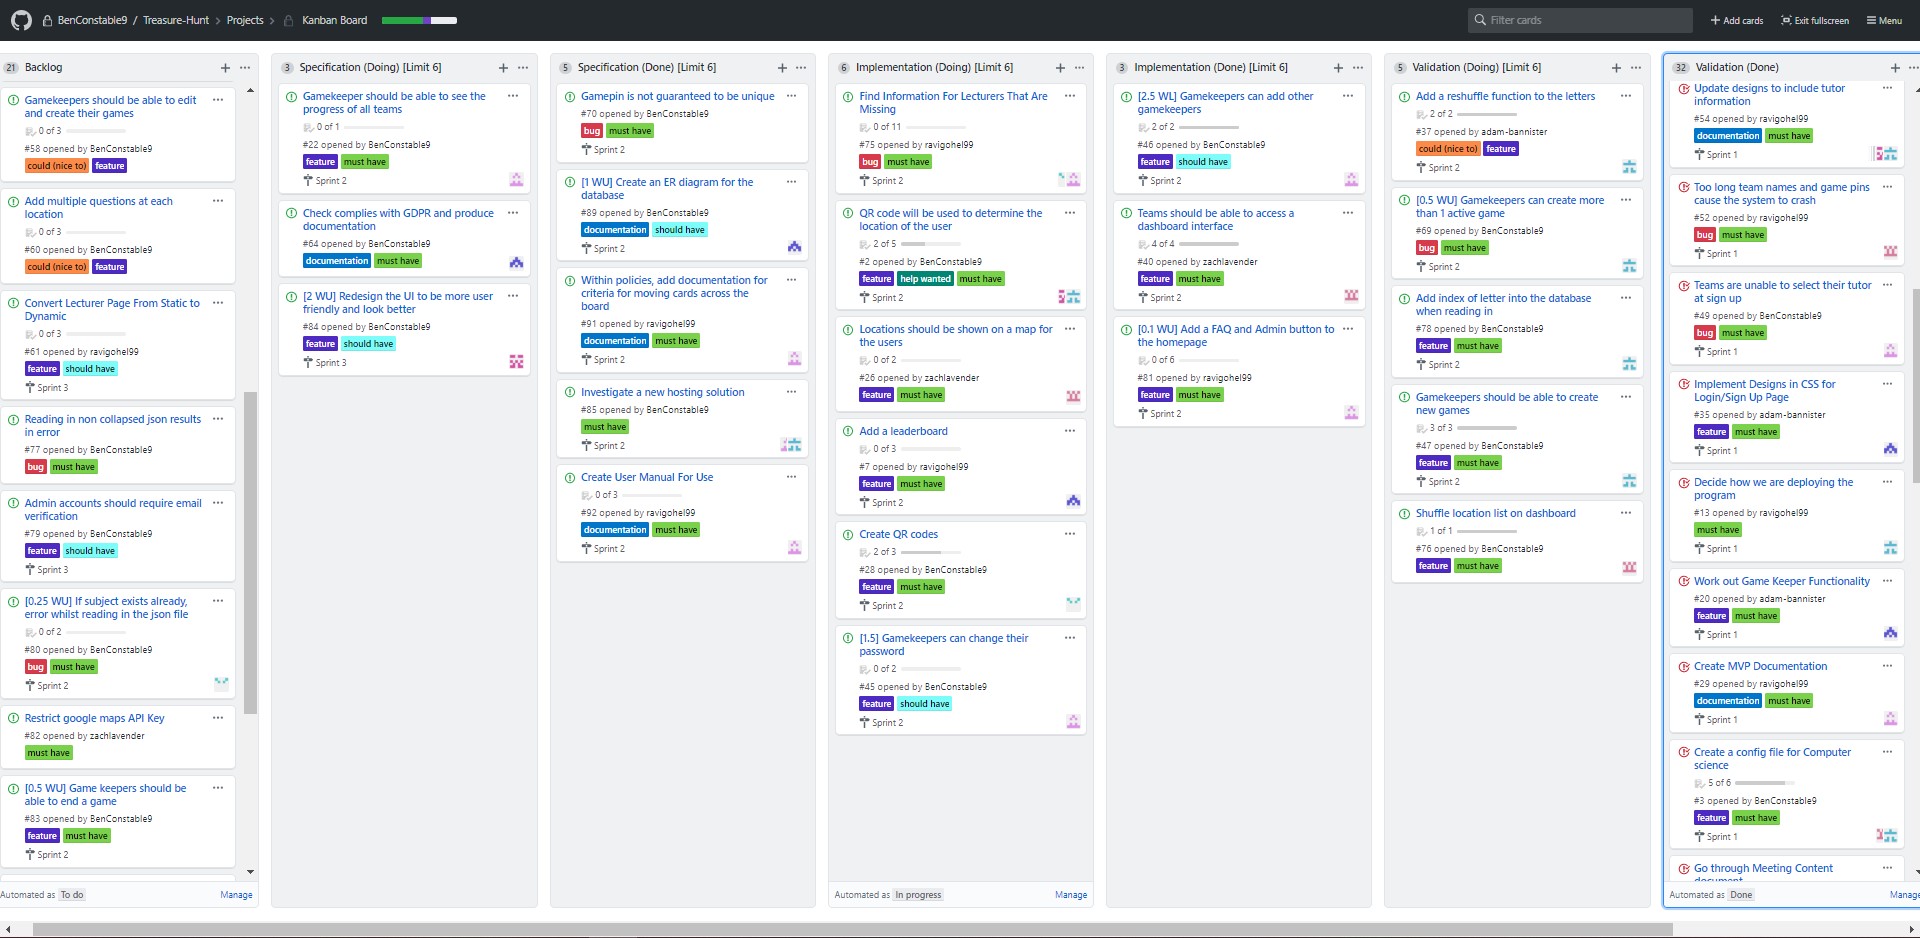 BenConstable9 / Treasure-Hunt Projects Kanban Board
Filter cards
Add cards
Exit fullscreen
Menu
21 Backlog
Gamekeepers should be able to edit
and create their games
0 of 3
#58 opened by BenConstable9
could (nice to) feature
Add multiple questions at each
location
0 of 3
#60 opened by BenConstable9
could (nice to) feature
Convert Lecturer Page From Static to
Dynamic
0 of 3
#61 opened by ravigohel99
feature should have
Sprint 3
Reading in non collapsed json results
in error
#77 opened by BenConstable9
bug must have
Admin accounts should require email
verification
#79 opened by BenConstable9
feature should have
Sprint 3
[0.25 WU] If subject exists already,
error whilst reading in the json file
0 of 2
#80 opened by BenConstable9
bug must have
Sprint 2
Restrict google maps API Key
#82 opened by zachlavender
must have
[0.5 WU] Game keepers should be
able to end a game
#83 opened by BenConstable9
feature must have
Sprint 2
Automated as To do Manage
3 Specification (Doing) [Limit 6]
Gamekeeper should be able to see the
progress of all teams
0 of 1
#22 opened by BenConstable9
feature must have
Sprint 2
Check complies with GDPR and produce
documentation
#64 opened by BenConstable9
documentation must have
[2 WU] Redesign the UI to be more user
friendly and look better
#84 opened by BenConstable9
feature should have
Sprint 3
5 Specification (Done) [Limit 6]
Gamepin is not guaranteed to be unique
#70 opened by BenConstable9
bug must have
Sprint 2
[1 WU] Create an ER diagram for the
database
#89 opened by BenConstable9
documentation should have
Sprint 2
Within policies, add documentation for
criteria for moving cards across the
board
#91 opened by ravigohel99
documentation must have
Sprint 2
Investigate a new hosting solution
#85 opened by BenConstable9
must have
Sprint 2
Create User Manual For Use
0 of 3
#92 opened by ravigohel99
documentation must have
Sprint 2
6 Implementation (Doing) [Limit 6]
Find Information For Lecturers That Are
Missing
0 of 11
#75 opened by ravigohel99
bug must have
Sprint 2
QR code will be used to determine the
location of the user
2 of 5
#2 opened by BenConstable9
feature help wanted must have
Sprint 2
Locations should be shown on a map for
the users
0 of 2
#26 opened by zachlavender
feature must have
Add a leaderboard
0 of 3
#7 opened by ravigohel99
feature must have
Sprint 2
Create QR codes
2 of 3
#28 opened by BenConstable9
feature must have
Sprint 2
[1.5] Gamekeepers can change their
password
0 of 2
#45 opened by BenConstable9
feature should have
Sprint 2
Automated as In progress Manage
3 Implementation (Done) [Limit 6]
[2.5 WL] Gamekeepers can add other
gamekeepers
2 of 2
#46 opened by BenConstable9
feature should have
Sprint 2
Teams should be able to access a
dashboard interface
4 of 4
#40 opened by zachlavender
feature must have
Sprint 2
[0.1 WU] Add a FAQ and Admin button to
the homepage
0 of 6
#81 opened by ravigohel99
feature must have
Sprint 2
5 Validation (Doing) [Limit 6]
Add a reshuffle function to the letters
2 of 2
#37 opened by adam-bannister
could (nice to) feature
Sprint 2
[0.5 WU] Gamekeepers can create more
than 1 active game
#69 opened by BenConstable9
bug must have
Sprint 2
Add index of letter into the database
when reading in
#78 opened by BenConstable9
feature must have
Sprint 2
Gamekeepers should be able to create
new games
3 of 3
#47 opened by BenConstable9
feature must have
Sprint 2
Shuffle location list on dashboard
1 of 1
#76 opened by BenConstable9
feature must have
32 Validation (Done)
Update designs to include tutor
information
#54 opened by ravigohel99
documentation must have
Sprint 1
Too long team names and game pins
cause the system to crash
#52 opened by ravigohel99
bug must have
Sprint 1
Teams are unable to select their tutor
at sign up
#49 opened by BenConstable9
bug must have
Sprint 1
Implement Designs in CSS for
Login/Sign Up Page
#35 opened by adam-bannister
feature must have
Sprint 1
Decide how we are deploying the
program
#13 opened by ravigohel99
must have
Sprint 1
Work out Game Keeper Functionality
#20 opened by adam-bannister
feature must have
Sprint 1
Create MVP Documentation
#29 opened by ravigohel99
documentation must have
Sprint 1
Create a config file for Computer
science
5 of 6
#3 opened by BenConstable9
feature must have
Sprint 1
Go through Meeting Content
document
Automated as Done Manage